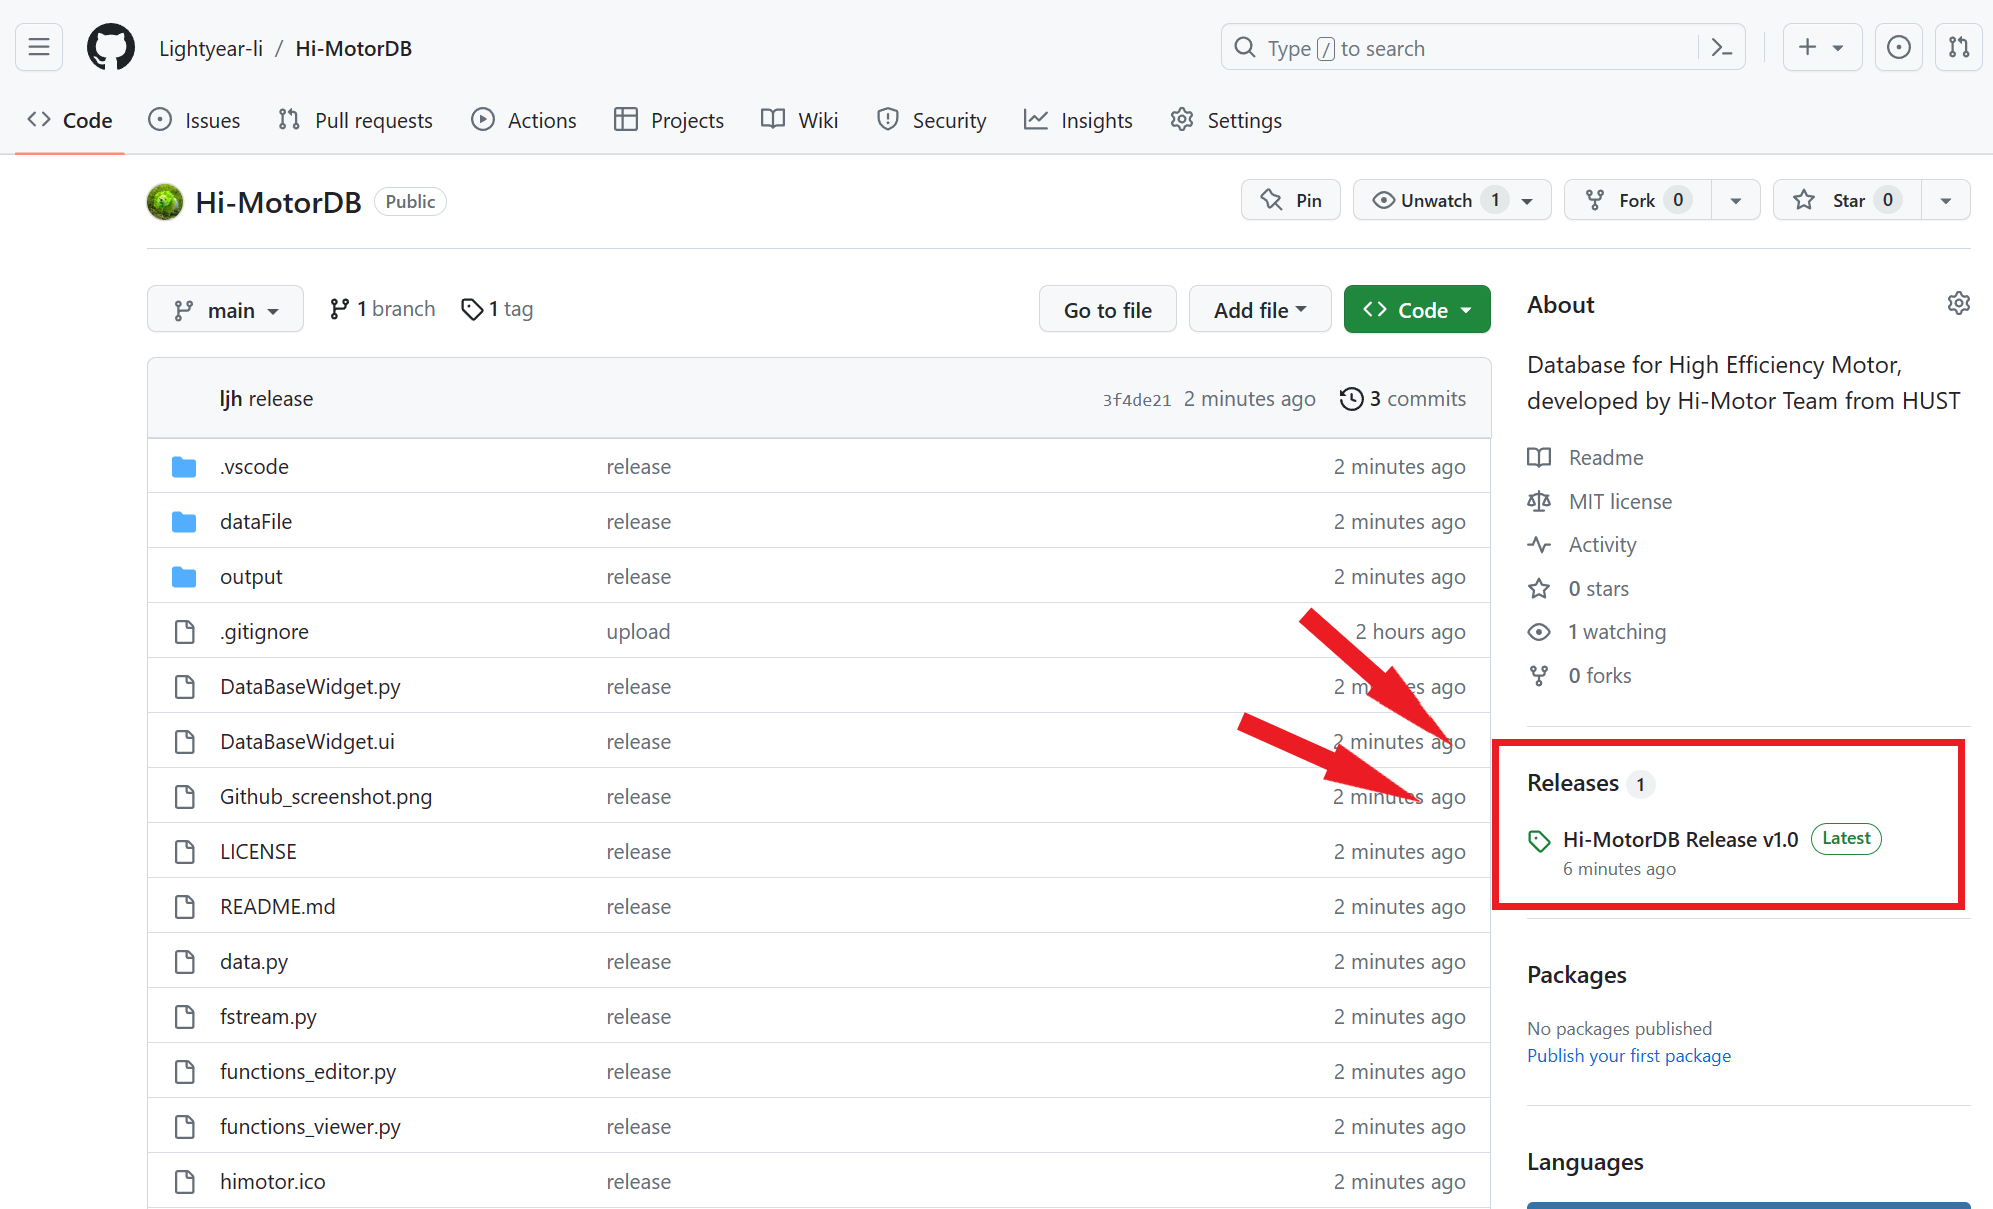 Lightyear-li / Hi-MotorDB
Type / to search
Code Issues Pull requests Actions Projects Wiki Security Insights Settings
Hi-MotorDB Public
Pin Unwatch 1 Fork 0 Star 0
main 1 branch 1 tag Go to file Add file Code
ljh release 3f4de21 2 minutes ago 3 commits
.vscode release 2 minutes ago
dataFile release 2 minutes ago
output release 2 minutes ago
.gitignore upload 2 hours ago
DataBaseWidget.py release 2 ago
DataBaseWidget.ui release 2 minutes ago
Github_screenshot.png release 2 minutes ago
LICENSE release 2 minutes ago
README.md release 2 minutes ago
data.py release 2 minutes ago
fstream.py release 2 minutes ago
functions_editor.py release 2 minutes ago
functions_viewer.py release 2 minutes ago
himotor.ico release 2 minutes ago
About
Database for High Efficiency Motor,
developed by Hi-Motor Team from HUST
Readme
MIT license
Activity
0 stars
1 watching
0 forks
Releases 1
Hi-MotorDB Release v1.0 Latest
6 minutes ago
Packages
No packages published
Publish your first package
Languages